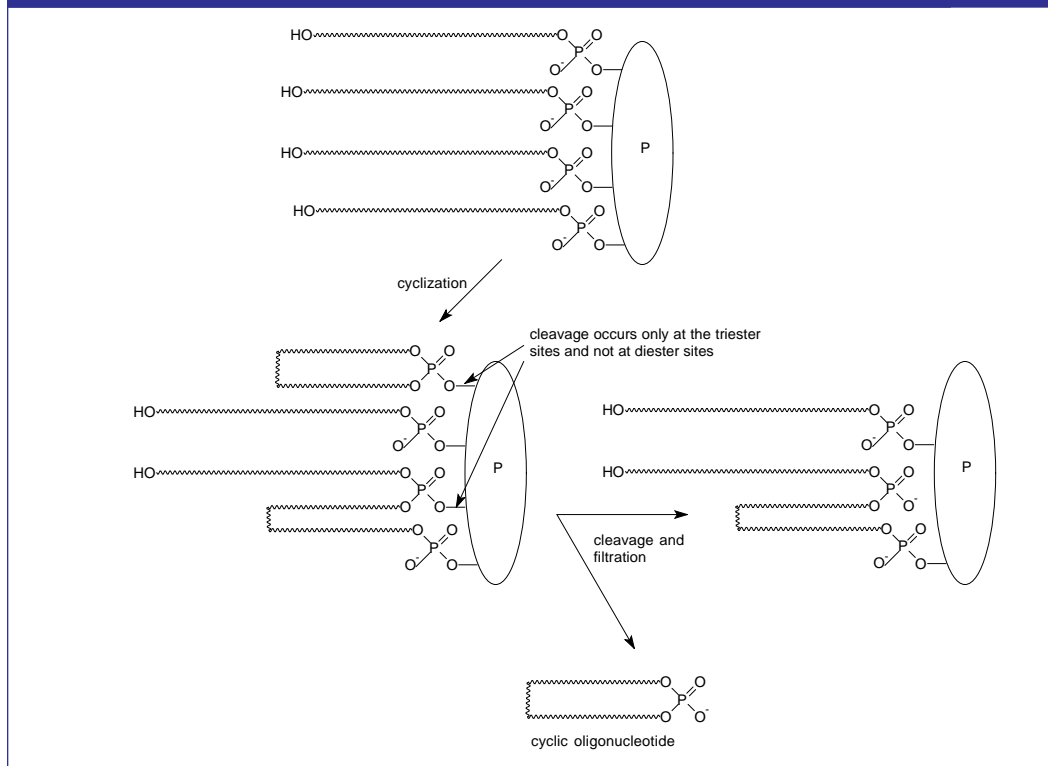 HO O O
P
O- O
HO O O
P
O- O
P
HO O O
P
O- O
HO O O
P
O- O
cyclization
cleavage occurs only at the triester
sites and not at diester sites
O O
P
O O
HO O O
P
O- O
P
HO O O
P
O O
O O
P
O- O
cleavage and
filtration
HO O O
P
O- O
P
HO O O
P
O O-
O O
P
O- O
O O
P
O O-
cyclic oligonucleotide